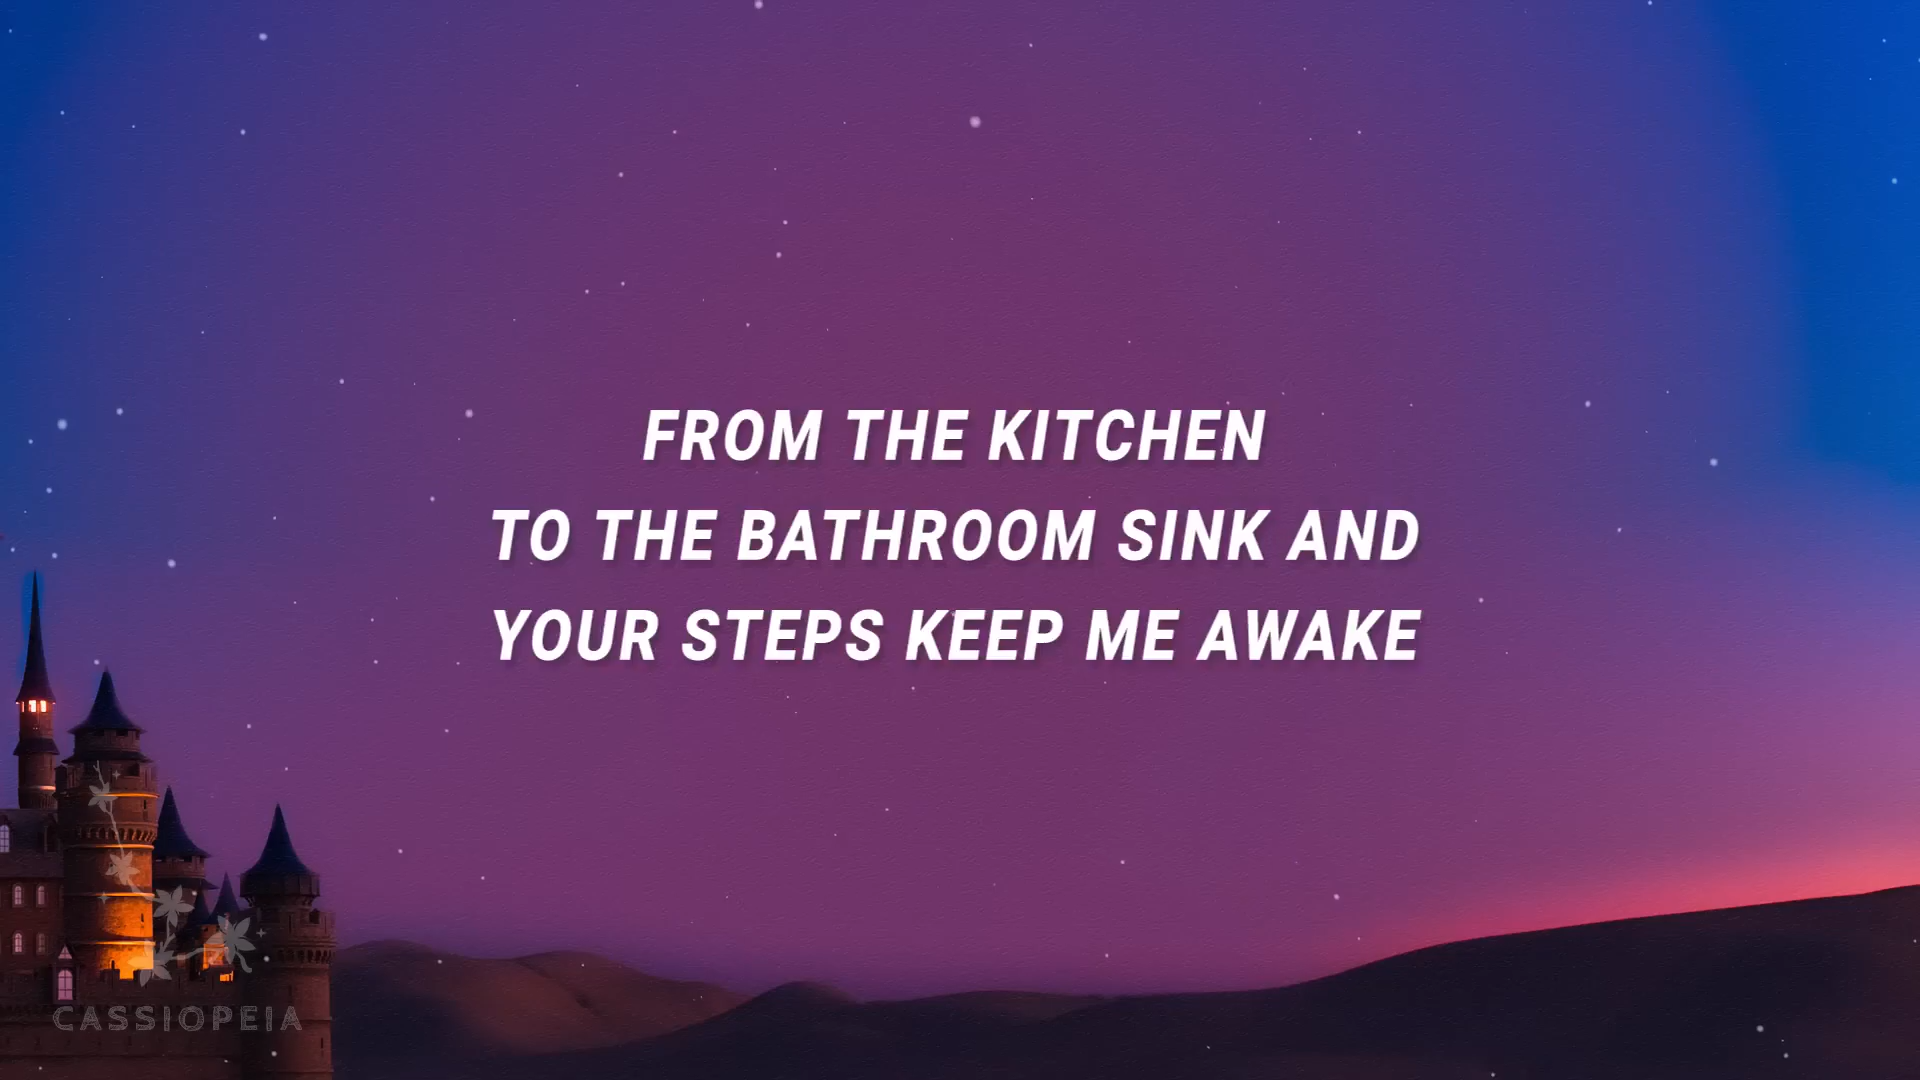 FROM THE KITCHEN
TO THE BATHROOM SINK AND
YOUR STEPS KEEP ME AWAKE
CASSIOPEIA